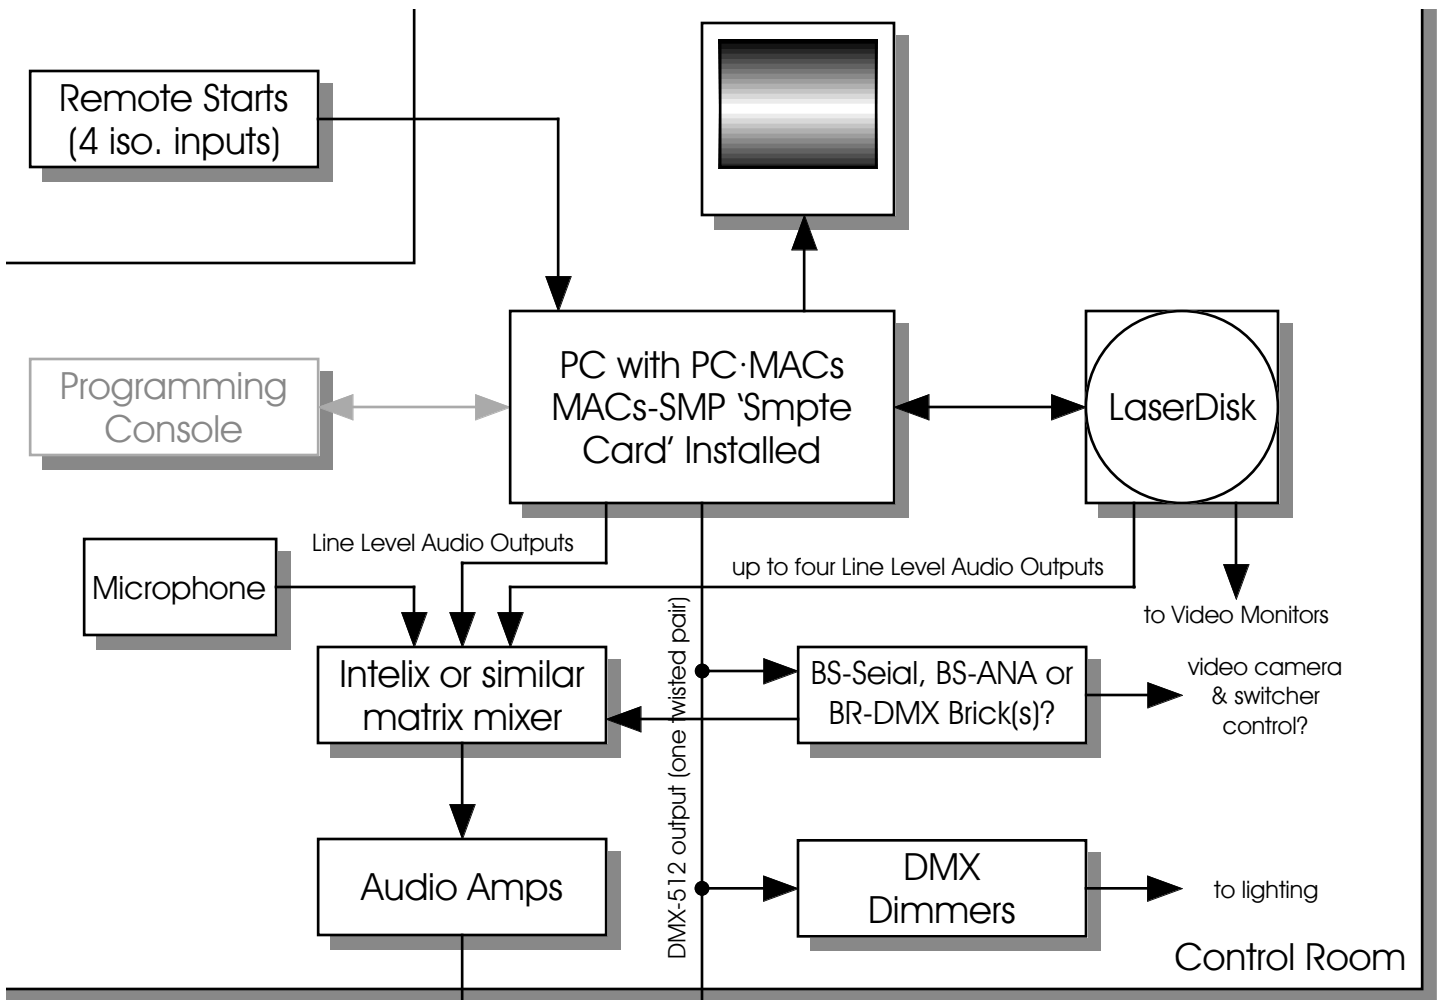 Remote Starts
(4 iso. inputs)
PC with PC·MACs
MACs-SMP ‘Smpte
Card’ Installed
Programming
Console
LaserDisk
Line Level Audio Outputs
up to four Line Level Audio Outputs
Microphone
to Video Monitors
Intelix or similar
matrix mixer
DMX-512 output (one twisted pair)
BS-Seial, BS-ANA or
BR-DMX Brick(s)?
video camera
& switcher
control?
Audio Amps
DMX
Dimmers
to lighting
Control Room